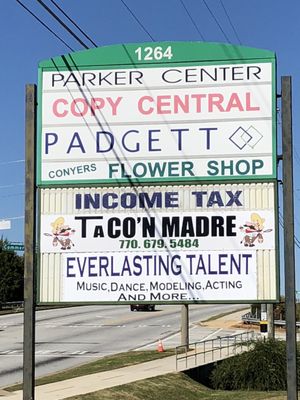 1264
PARKER CENTER
COPY CENTRAL
PADGETT
CONYERS FLOWER SHOP
INCOME TAX
TACO'N MADRE
770. 679. 5484
EVERLASTING TALENT
MUSIC, DANCE, MODELING, ACTING
AND MORE...